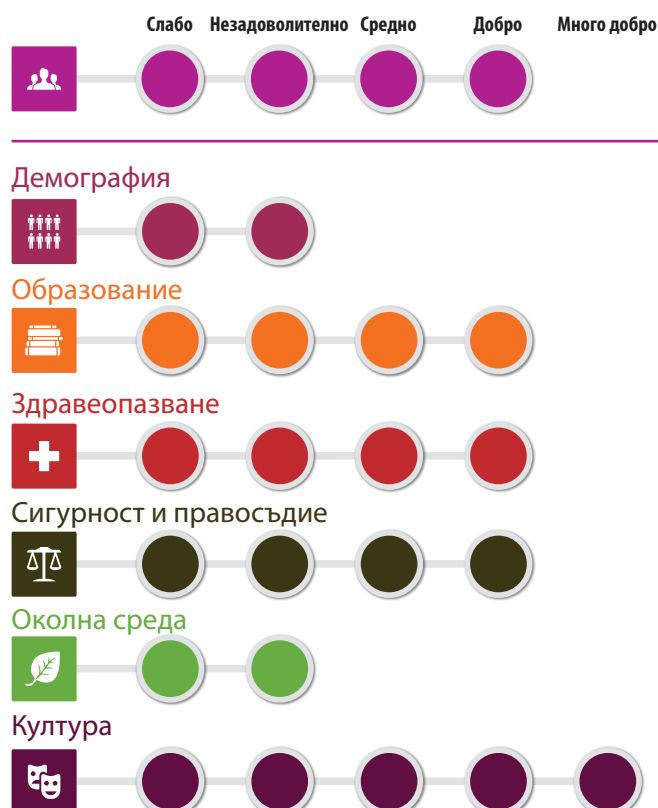 Слабо Незадоволително Средно Добро Много добро
Демография
Образование
Здравеопазване
Сигурност и правосъдие
Околна среда
Култура